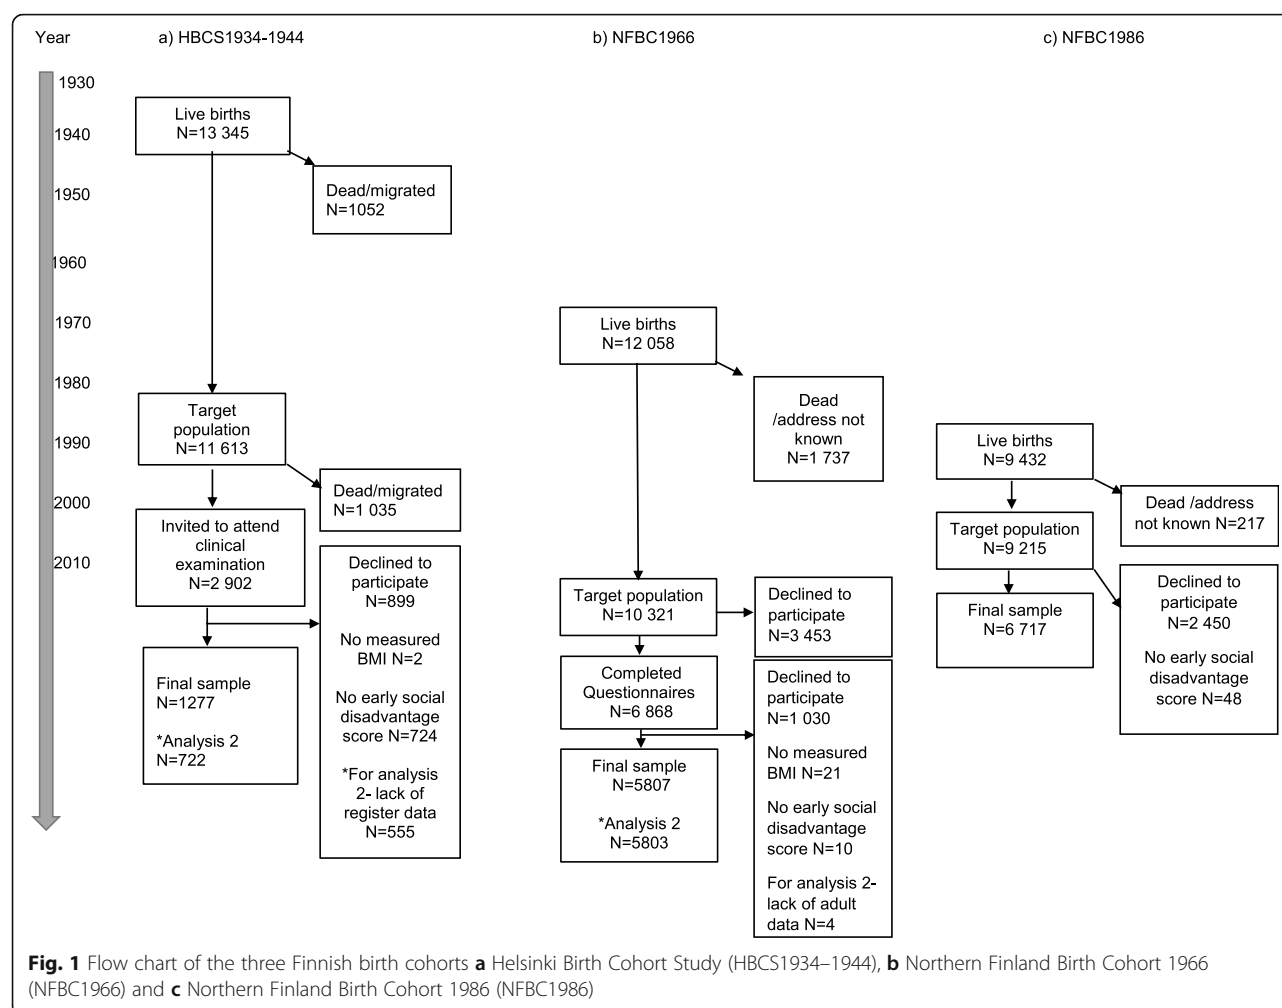 Year
a) HBCS1934-1944
b) NFBC1966
c) NFBC1986
1930
1940
1950
1960
1970
1980
1990
2000
2010
Live births
N=13 345
Dead/migrated
N=1052
Target
population
N=11 613
Dead/migrated
N=1 035
Invited to attend
clinical
examination
N=2 902
Declined to
participate
N=899
No measured
BMI N=2
No early social
disadvantage
score N=724
*For analysis
2- lack of
register data
N=555
Final sample
N=1277
*Analysis 2
N=722
Live births
N=12 058
Dead
/address not
known
N=1 737
Target population
N=10 321
Declined to
participate
N=3 453
Completed
Questionnaires
N=6 868
Declined to
participate
N=1 030
No measured
BMI N=21
No early social
disadvantage
score N=10
For analysis 2-
lack of adult
data N=4
Final sample
N=5807
*Analysis 2
N=5803
Live births
N=9 432
Dead /address
not known N=217
Target population
N=9 215
Declined to
participate
N=2 450
No early social
disadvantage
score N=48
Final sample
N=6 717
Fig. 1 Flow chart of the three Finnish birth cohorts a Helsinki Birth Cohort Study (HBCS1934–1944), b Northern Finland Birth Cohort 1966
(NFBC1966) and c Northern Finland Birth Cohort 1986 (NFBC1986)